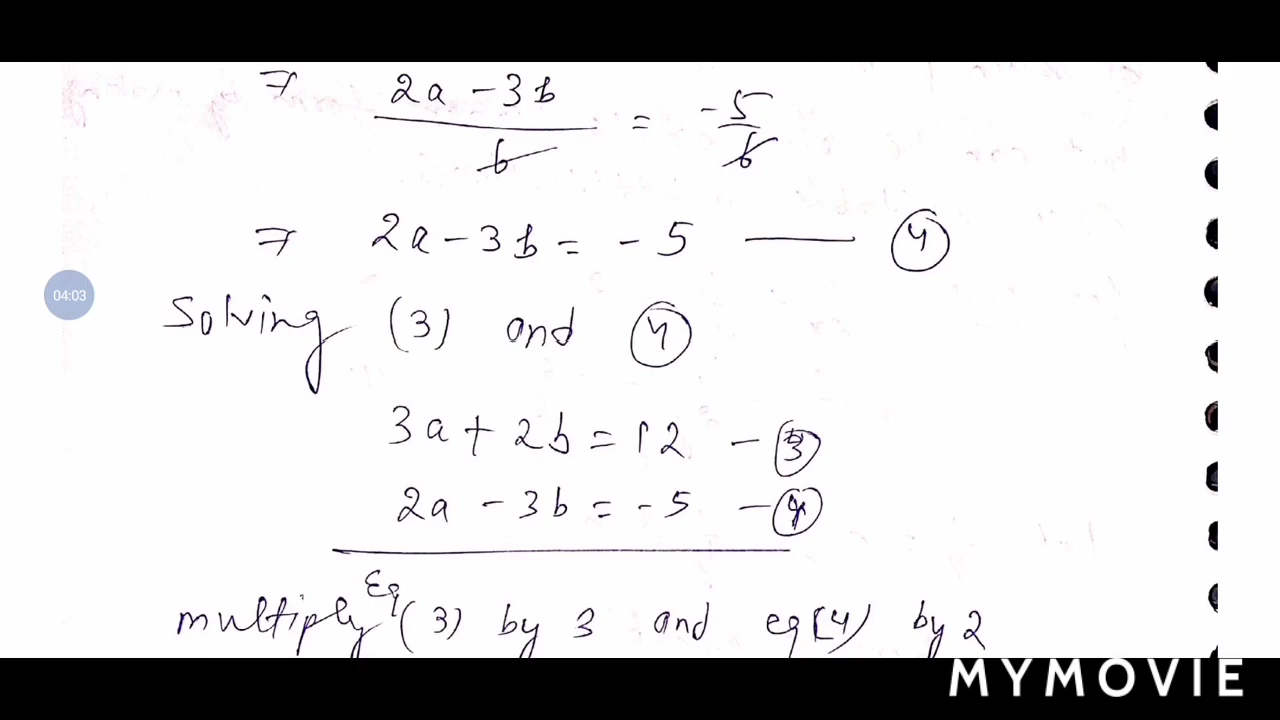 ⇒ 2a - 3b / 6 = -5 / 6
⇒ 2a - 3b = - 5 —— (4)
04:03
Solving (3) and (4)
3a + 2b = 12 - (3)
2a - 3b = - 5 - (4)
multiply Eq (3) by 3 and eq (4) by 2
MYMOVIE